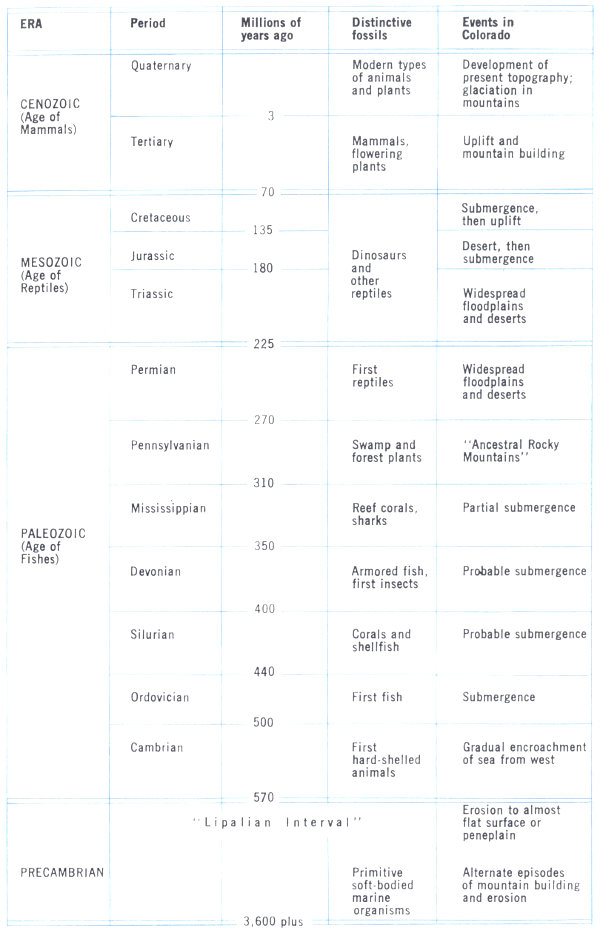 ERA
Period
Millions of
years ago
Distinctive
fossils
Events in
Colorado
CENOZOIC
(Age of
Mammals)
Quaternary
Modern types
of animals
and plants
Development of
present topography;
glaciation in
mountains
3
Tertiary
Mammals,
flowering
plants
Uplift and
mountain building
70
MESOZOIC
(Age of
Reptiles)
Cretaceous
Submergence,
then uplift
135
Jurassic
Dinosaurs
and
other
reptiles
Desert, then
submergence
180
Triassic
Widespread
floodplains
and deserts
225
PALEOZOIC
(Age of
Fishes)
Permian
First
reptiles
Widespread
floodplains
and deserts
270
Pennsylvanian
Swamp and
forest plants
"Ancestral Rocky
Mountains"
310
Mississippian
Reef corals,
sharks
Partial submergence
350
Devonian
Armored fish,
first insects
Probable submergence
400
Silurian
Corals and
shellfish
Probable submergence
440
Ordovician
First fish
Submergence
500
Cambrian
First
hard-shelled
animals
Gradual encroachment
of sea from west
570
PRECAMBRIAN
"Lipalian Interval"
Erosion to almost
flat surface or
peneplain
Primitive
soft-bodied
marine
organisms
Alternate episodes
of mountain building
and erosion
3,600 plus